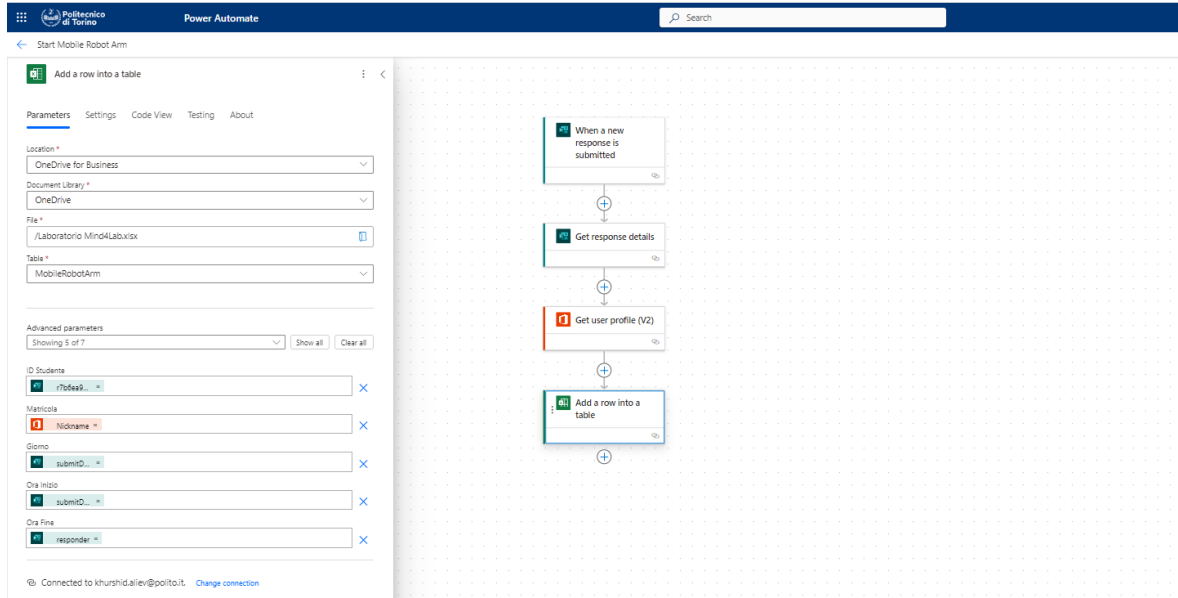 Politecnico
di Torino
Power Automate
Search
Start Mobile Robot Arm
Add a row into a table
Parameters Settings Code View Testing About
Location *
OneDrive for Business
Document Library *
OneDrive
File *
/Laboratorio Mind4Lab.xlsx
Table *
MobileRobotArm
Advanced parameters
Showing 5 of 7
Show all
Clear all
ID Studente
r7b6ea9...
Matricola
Nickname
Giorno
submitD...
Ora Inizio
submitD...
Ora Fine
responder
Connected to khurshid.aliev@polito.it. Change connection
When a new
response is
submitted
Get response details
Get user profile (V2)
Add a row into a
table